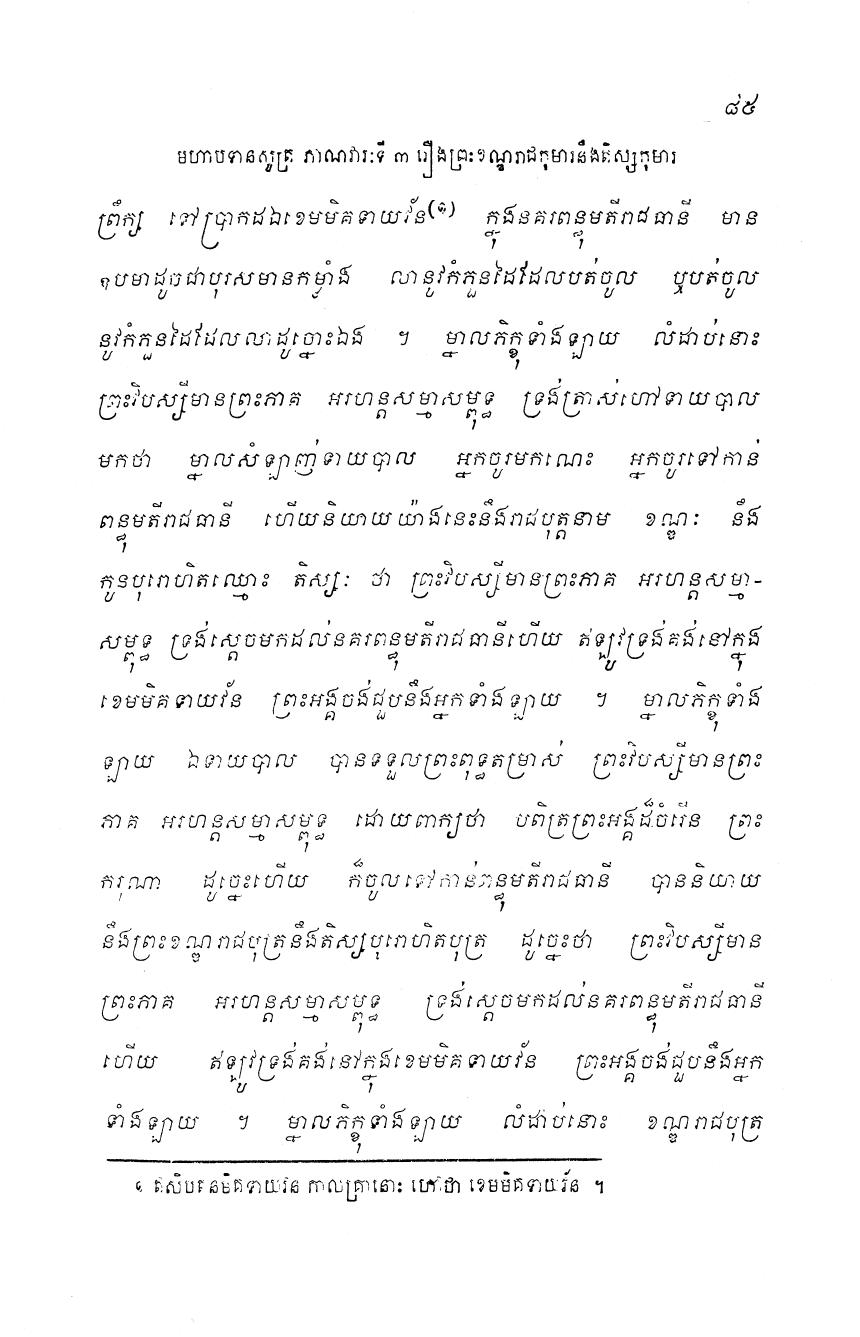 ៨៥
មហាបទានសូត្រ ភាណវារៈទី ៣ រឿងព្រះខណ្ឌរាជកុមារនឹងតិស្សកុមារ
ព្រឹក្ស ទៅប្រាកដឯខេមមិគទាយវ័ន(១) ក្នុងនគរពន្ធុមតីរាជធានី មាន
ឧបមាដូចជាបុរសមានកម្លាំង លានូវកំភួនដៃដែលបត់ចូល ឬបត់ចូល
នូវកំភួនដៃដែលលាដូច្នោះឯង ។ ម្នាលភិក្ខុទាំងឡាយ លំដាប់នោះ
ព្រះវិបស្សីមានព្រះភាគ អរហន្តសម្មាសម្ពុទ្ធ ទ្រង់ត្រាស់ហៅទាយបាល
មកថា ម្នាលសំឡាញ់ទាយបាល អ្នកចូរមកណេះ អ្នកចូរទៅកាន់
ពន្ធុមតីរាជធានី ហើយនិយាយយ៉ាងនេះនឹងរាជបុត្តនាម ខណ្ឌៈ នឹង
កូនបុរោហិតឈ្មោះ តិស្សៈ ថា ព្រះវិបស្សីមានព្រះភាគ អរហន្តសម្មា-
សម្ពុទ្ធ ទ្រង់ស្តេចមកដល់នគរពន្ធុមតីរាជធានីហើយ ឥឡូវទ្រង់គង់នៅក្នុង
ខេមមិគទាយវ័ន ព្រះអង្គចង់ជួបនឹងអ្នកទាំងឡាយ ។ ម្នាលភិក្ខុទាំង
ឡាយ ឯទាយបាល បានទទួលព្រះពុទ្ធតម្រាស់ ព្រះវិបស្សីមានព្រះ
ភាគ អរហន្តសម្មាសម្ពុទ្ធ ដោយពាក្យថា បពិត្រព្រះអង្គដ៏ចំរើន ព្រះ
ករុណា ដូច្នេះហើយ ក៏ចូលទៅកាន់ពន្ធុមតីរាជធានី បាននិយាយ
នឹងព្រះខណ្ឌរាជបុត្រនឹងតិស្សបុរោហិតបុត្រ ដូច្នេះថា ព្រះវិបស្សីមាន
ព្រះភាគ អរហន្តសម្មាសម្ពុទ្ធ ទ្រង់ស្តេចមកដល់នគរពន្ធុមតីរាជធានី
ហើយ ឥឡូវទ្រង់គង់នៅក្នុងខេមមិគទាយវ័ន ព្រះអង្គចង់ជួបនឹងអ្នក
ទាំងឡាយ ។ ម្នាលភិក្ខុទាំងឡាយ លំដាប់នោះ ខណ្ឌរាជបុត្រ
១ ឥសិបតនមិគទាយវ័ន កាលគ្រានោះ ហៅថា ខេមមិគទាយវ័ន ។